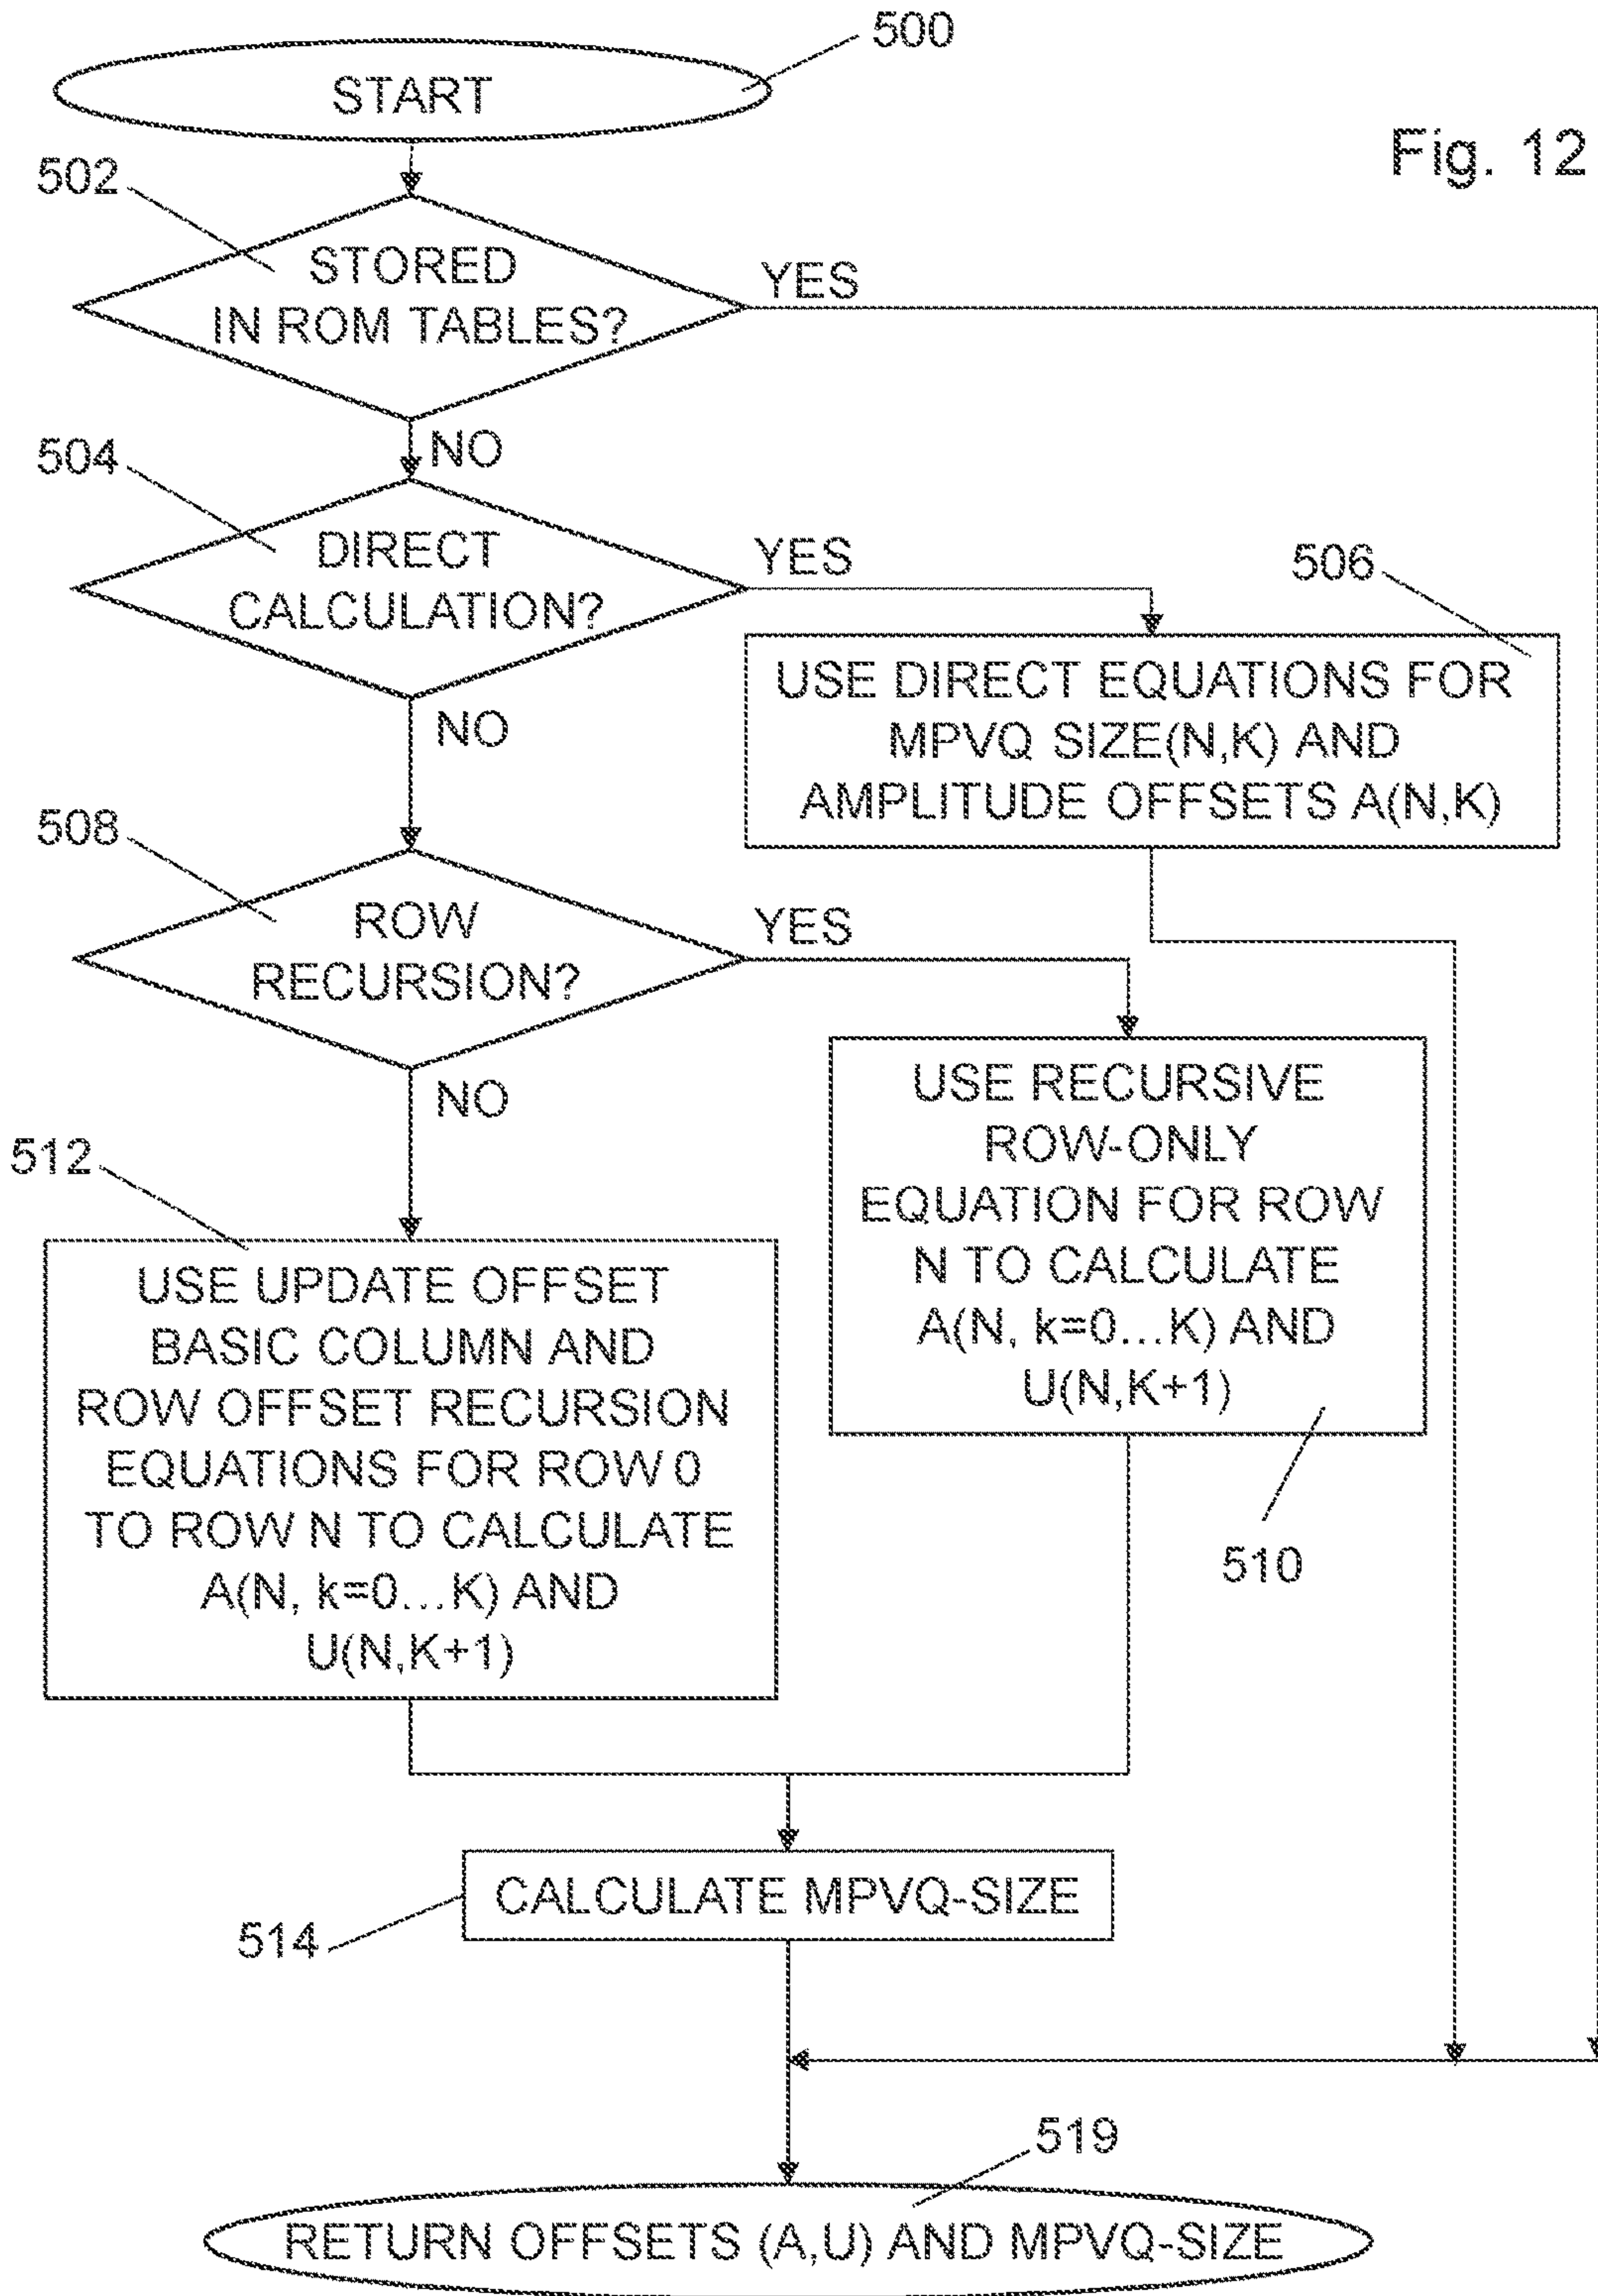 500
START
Fig. 12
502
STORED
IN ROM TABLES?
YES
NO
504
DIRECT
CALCULATION?
YES
506
USE DIRECT EQUATIONS FOR
MPVQ SIZE(N,K) AND
AMPLITUDE OFFSETS A(N,K)
NO
508
ROW
RECURSION?
YES
USE RECURSIVE
ROW-ONLY
EQUATION FOR ROW
N TO CALCULATE
A(N, k=0...K) AND
U(N,K+1)
510
NO
512
USE UPDATE OFFSET
BASIC COLUMN AND
ROW OFFSET RECURSION
EQUATIONS FOR ROW 0
TO ROW N TO CALCULATE
A(N, k=0...K) AND
U(N,K+1)
CALCULATE MPVQ-SIZE
514
519
RETURN OFFSETS (A,U) AND MPVQ-SIZE